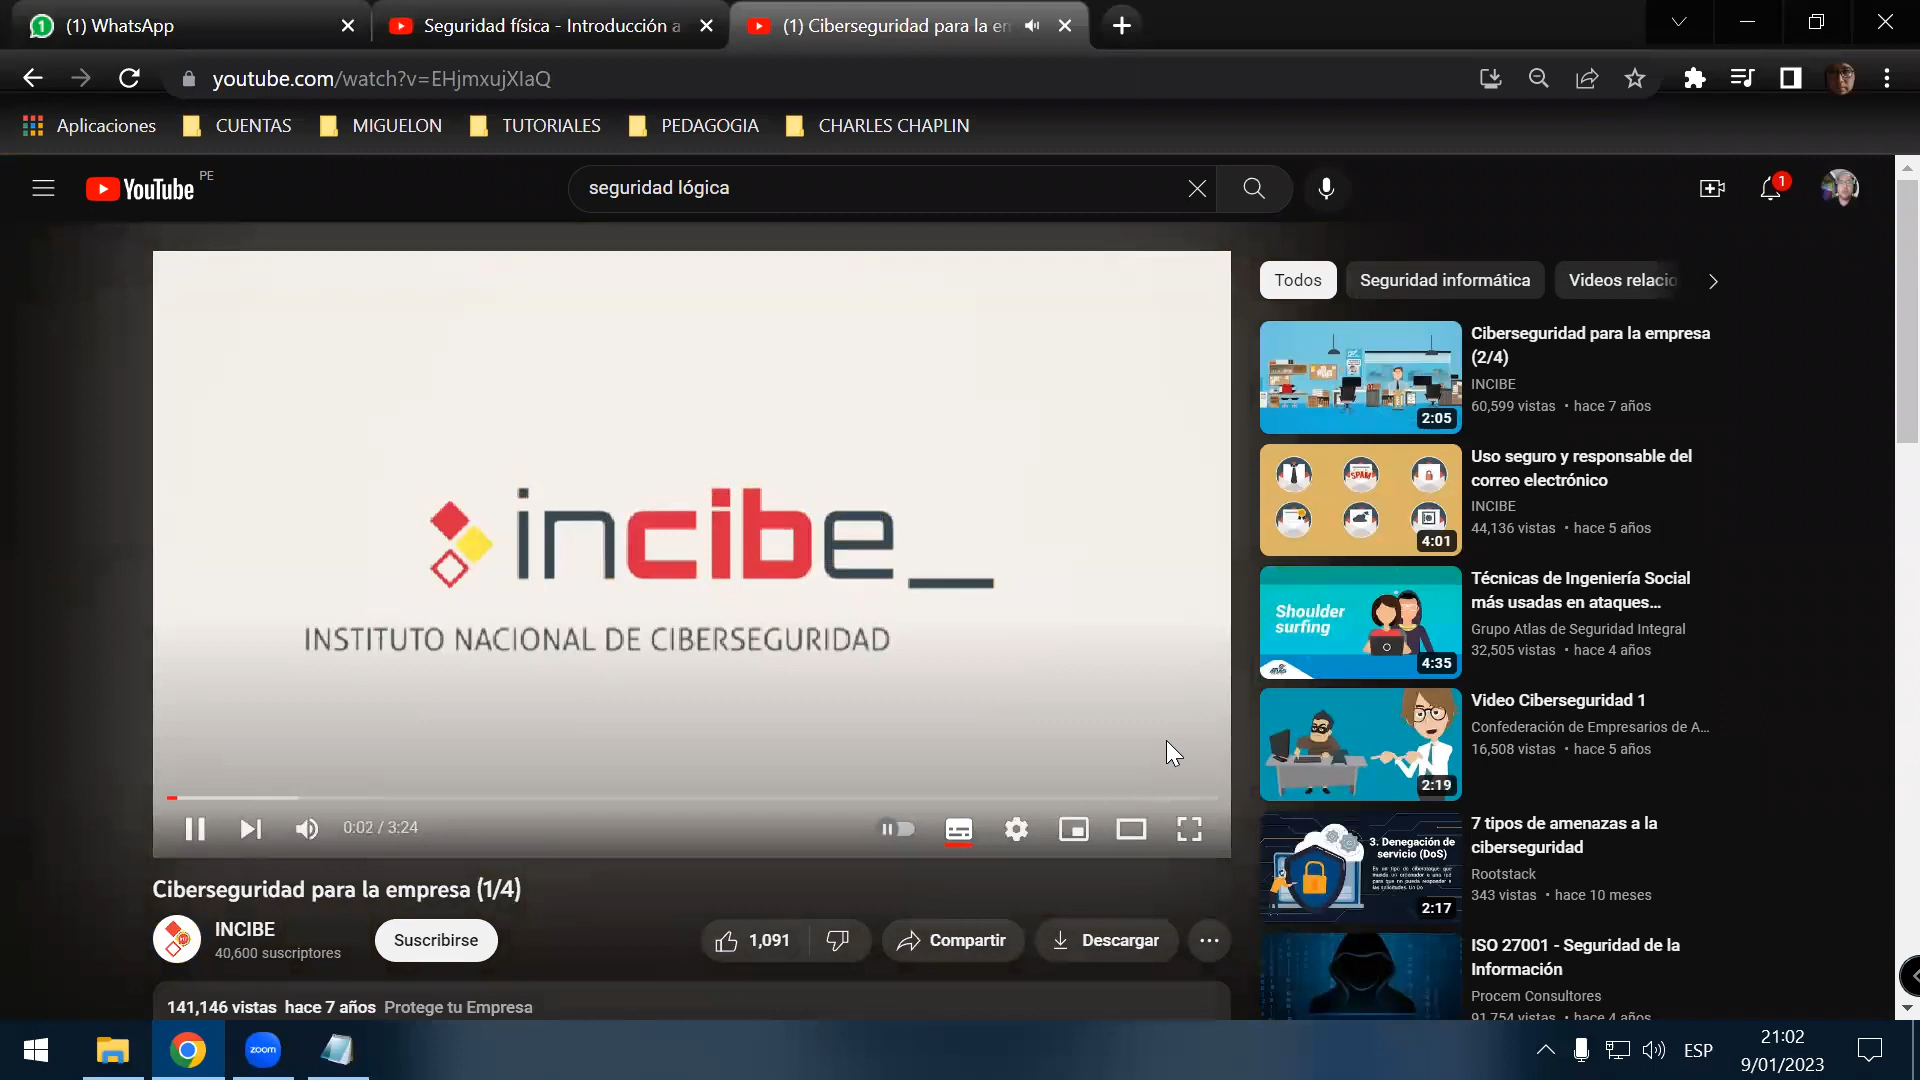 (1) WhatsApp
Seguridad física - Introducción a
(1) Ciberseguridad para la em
youtube.com/watch?v=EHjmxujXIaQ
Aplicaciones
CUENTAS
MIGUELON
TUTORIALES
PEDAGOGIA
CHARLES CHAPLIN
YouTube PE
seguridad lógica
1
incibe_
INSTITUTO NACIONAL DE CIBERSEGURIDAD
0:02 / 3:24
Ciberseguridad para la empresa (1/4)
INCIBE
40,600 suscriptores
Suscribirse
1,091
Compartir
Descargar
141,146 vistas hace 7 años Protege tu Empresa
Todos
Seguridad informática
Videos relacio
Ciberseguridad para la empresa
(2/4)
INCIBE
60,599 vistas • hace 7 años
2:05
Uso seguro y responsable del
correo electrónico
INCIBE
44,136 vistas • hace 5 años
SPAM
4:01
Técnicas de Ingeniería Social
más usadas en ataques...
Grupo Atlas de Seguridad Integral
32,505 vistas • hace 4 años
Shoulder
surfing
4:35
Video Ciberseguridad 1
Confederación de Empresarios de A...
16,508 vistas • hace 5 años
2:19
7 tipos de amenazas a la
ciberseguridad
Rootstack
343 vistas • hace 10 meses
3. Denegación de
servicio (DoS)
2:17
ISO 27001 - Seguridad de la
Información
Procem Consultores
91,754 vistas • hace 4 años
zoom
ESP
21:02
9/01/2023